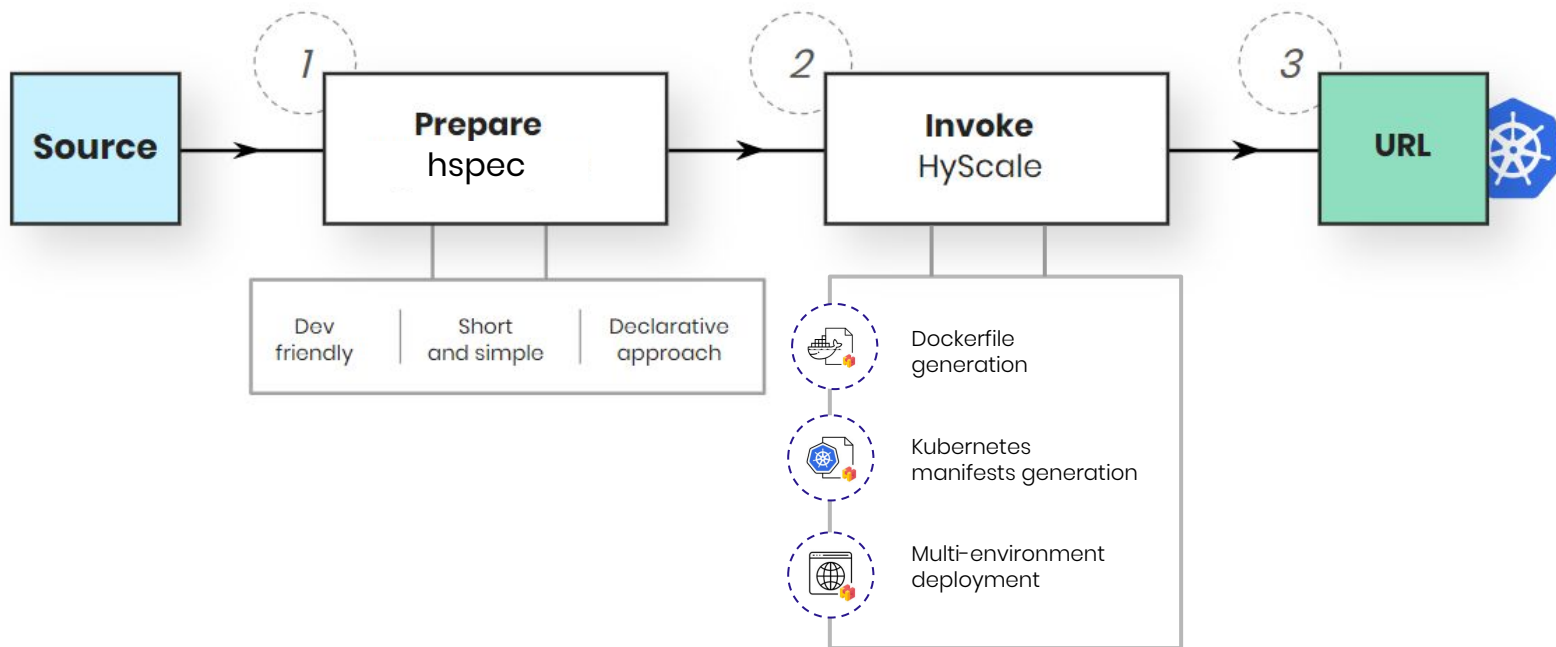 1
2
3
Source
Prepare
hspec
Invoke
HyScale
URL
Dev
friendly
Short
and simple
Declarative
approach
Dockerfile
generation
Kubernetes
manifests generation
Multi-environment
deployment